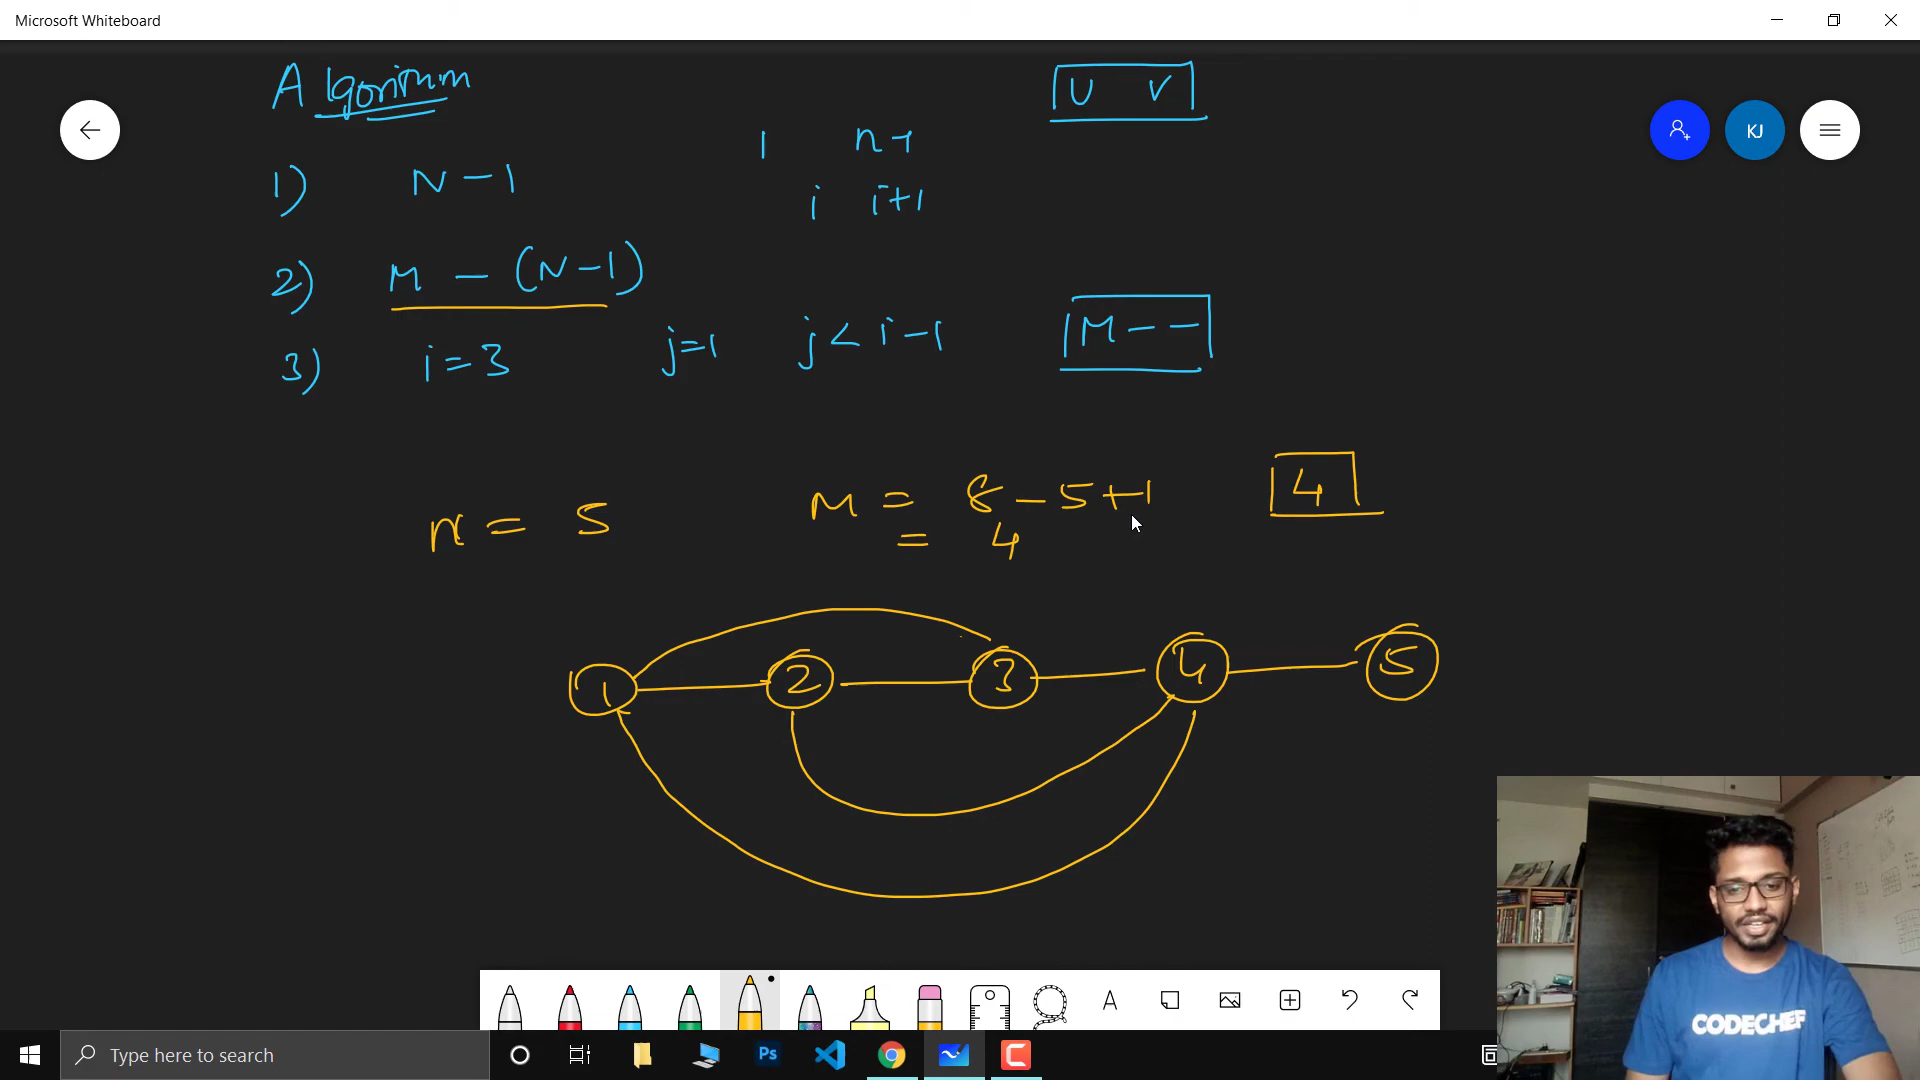 Microsoft Whiteboard
Algorithm
U V
1 n-1
1) N-1
i i+1
2) M - (N-1)
3) i=3 j=1 j< i-1 M--
KJ
n = 5
M = 8-5+1
= 4
4
1 2 3 4 5
CODECHEF
A
Type here to search
Ps